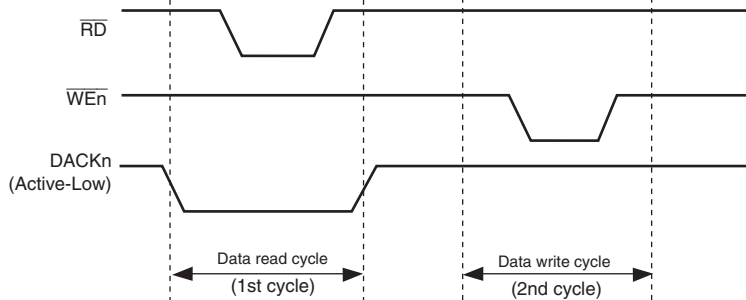 RD
WEn
DACKn
(Active-Low)
Data read cycle
(1st cycle)
Data write cycle
(2nd cycle)